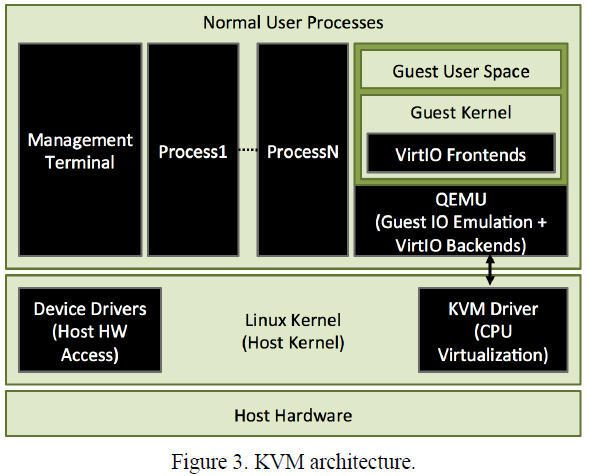 Normal User Processes
Management
Terminal
Process1
ProcessN
Guest User Space
Guest Kernel
VirtIO Frontends
QEMU
(Guest IO Emulation +
VirtIO Backends)
Device Drivers
(Host HW
Access)
Linux Kernel
(Host Kernel)
KVM Driver
(CPU
Virtualization)
Host Hardware
Figure 3. KVM architecture.